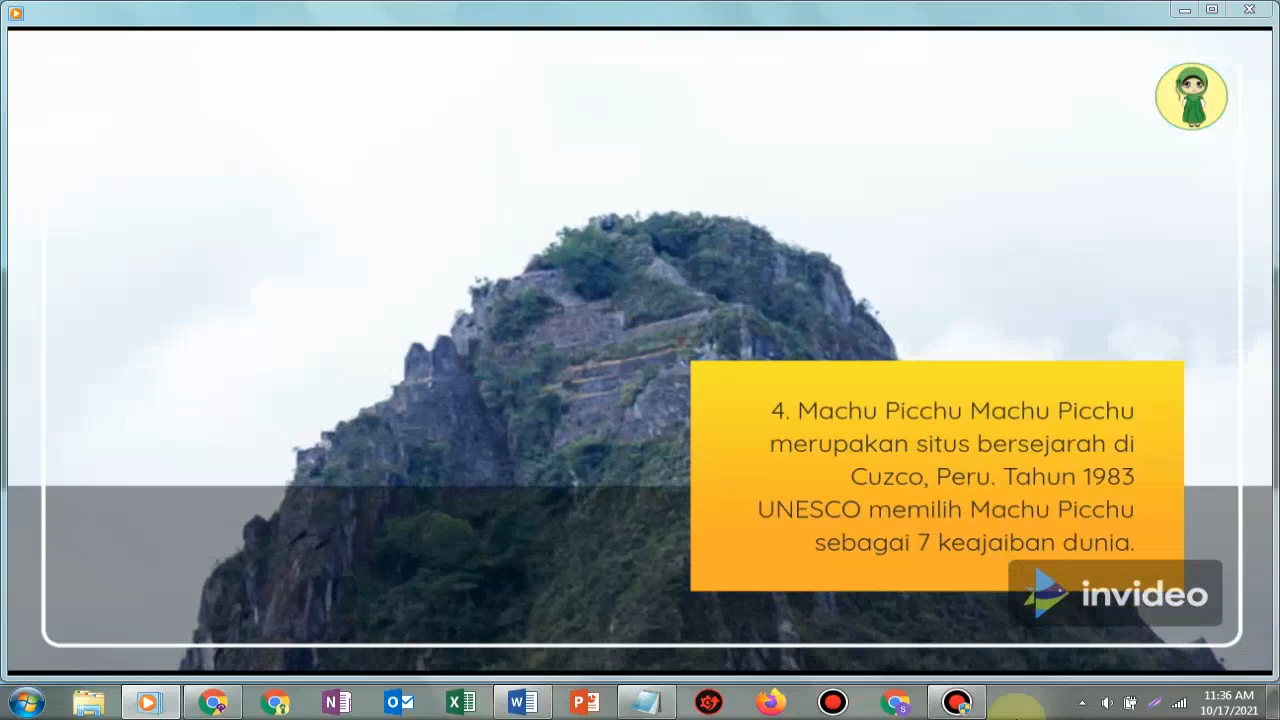 4. Machu Picchu Machu Picchu
merupakan situs bersejarah di
Cuzco, Peru. Tahun 1983
UNESCO memilih Machu Picchu
sebagai 7 keajaiban dunia.
invideo
11:36 AM
10/17/2021